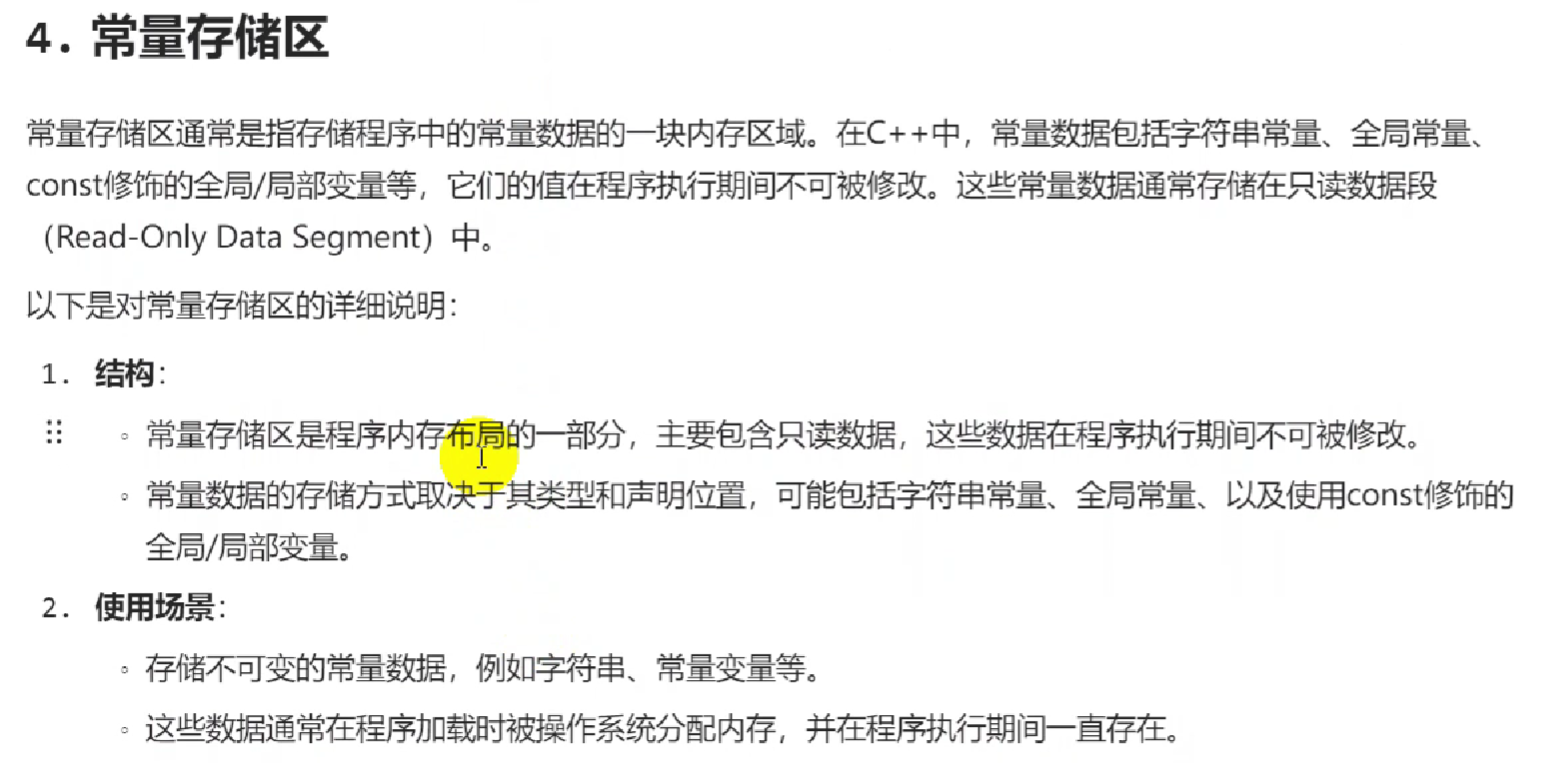 4. 常量存储区
常量存储区通常是指存储程序中的常量数据的一块内存区域。在C++中，常量数据包括字符串常量、全局常量、
const修饰的全局/局部变量等，它们的值在程序执行期间不可被修改。这些常量数据通常存储在只读数据段
（Read-Only Data Segment）中。
以下是对常量存储区的详细说明：
1. 结构：
◦ 常量存储区是程序内存布局的一部分，主要包含只读数据，这些数据在程序执行期间不可被修改。
◦ 常量数据的存储方式取决于其类型和声明位置，可能包括字符串常量、全局常量、以及使用const修饰的
全局/局部变量。
2. 使用场景：
◦ 存储不可变的常量数据，例如字符串、常量变量等。
◦ 这些数据通常在程序加载时被操作系统分配内存，并在程序执行期间一直存在。